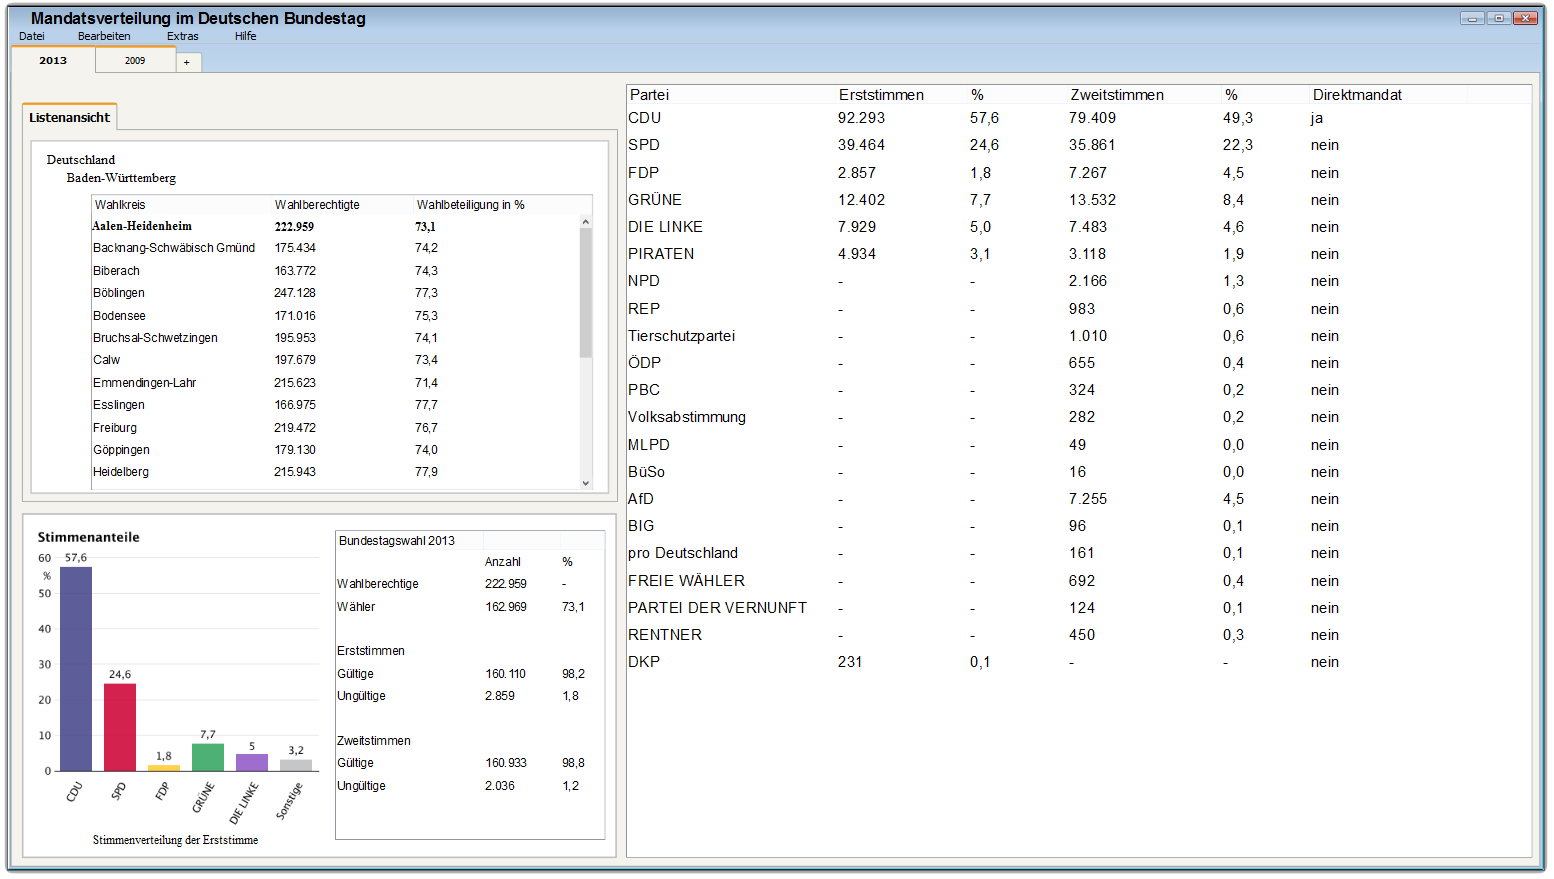 Mandatsverteilung im Deutschen Bundestag
Datei Bearbeiten Extras Hilfe
2013 2009 +
Listenansicht
Deutschland
Baden-Württemberg
Wahlkreis Wahlberechtigte Wahlbeteiligung in %
Aalen-Heidenheim 222.959 73,1
Backnang-Schwäbisch Gmünd 175.434 74,2
Biberach 163.772 74,3
Böblingen 247.128 77,3
Bodensee 171.016 75,3
Bruchsal-Schwetzingen 195.953 74,1
Calw 197.679 73,4
Emmendingen-Lahr 215.623 71,4
Esslingen 166.975 77,7
Freiburg 219.472 76,7
Göppingen 179.130 74,0
Heidelberg 215.943 77,9
Stimmenanteile
60 57,6
%
50
40
30
24,6
20
10 7,7
5
3,2
1,8
0
CDU SPD FDP GRÜNE DIE LINKE Sonstige
Stimmenverteilung der Erststimme
Bundestagswahl 2013
Anzahl %
Wahlberechtige 222.959 -
Wähler 162.969 73,1
Erststimmen
Gültige 160.110 98,2
Ungültige 2.859 1,8
Zweitstimmen
Gültige 160.933 98,8
Ungültige 2.036 1,2
Partei Erststimmen % Zweitstimmen % Direktmandat
CDU 92.293 57,6 79.409 49,3 ja
SPD 39.464 24,6 35.861 22,3 nein
FDP 2.857 1,8 7.267 4,5 nein
GRÜNE 12.402 7,7 13.532 8,4 nein
DIE LINKE 7.929 5,0 7.483 4,6 nein
PIRATEN 4.934 3,1 3.118 1,9 nein
NPD - - 2.166 1,3 nein
REP - - 983 0,6 nein
Tierschutzpartei - - 1.010 0,6 nein
ÖDP - - 655 0,4 nein
PBC - - 324 0,2 nein
Volksabstimmung - - 282 0,2 nein
MLPD - - 49 0,0 nein
BüSo - - 16 0,0 nein
AfD - - 7.255 4,5 nein
BIG - - 96 0,1 nein
pro Deutschland - - 161 0,1 nein
FREIE WÄHLER - - 692 0,4 nein
PARTEI DER VERNUNFT - - 124 0,1 nein
RENTNER - - 450 0,3 nein
DKP 231 0,1 - - nein